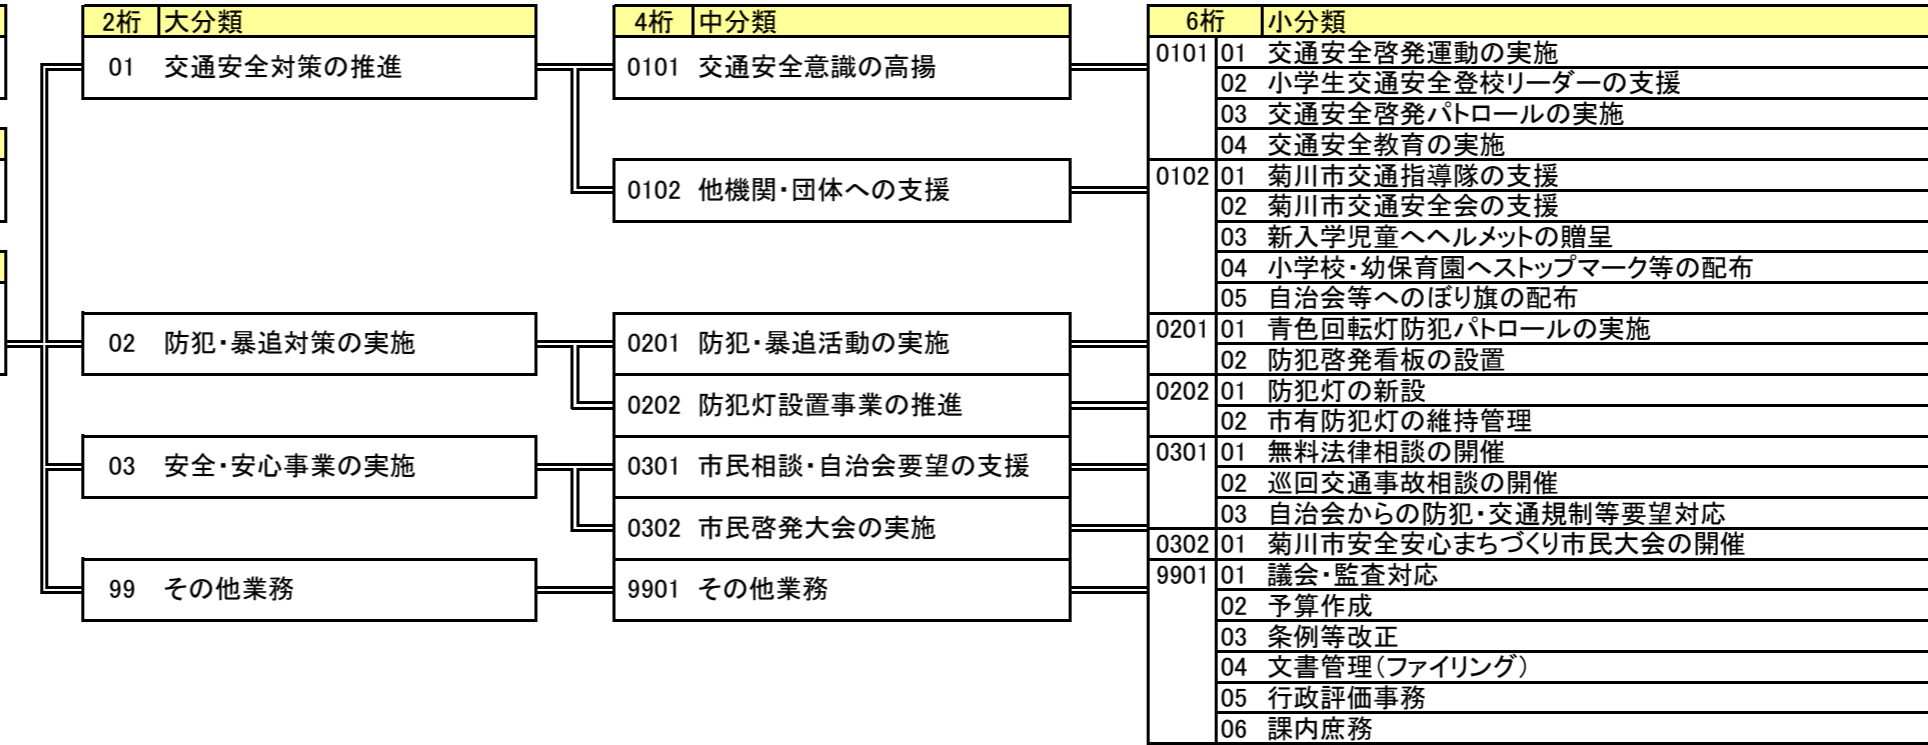 2桁 大分類 4桁 中分類 6桁 小分類
01 交通安全対策の推進 0101 交通安全意識の高揚 0101 01 交通安全啓発運動の実施
02 小学生交通安全登校リーダーの支援
03 交通安全啓発パトロールの実施
04 交通安全教育の実施
0102 他機関・団体への支援 0102 01 菊川市交通指導隊の支援
02 菊川市交通安全会の支援
03 新入学児童へヘルメットの贈呈
04 小学校・幼保育園へストップマーク等の配布
05 自治会等へのぼり旗の配布
02 防犯・暴追対策の実施 0201 防犯・暴追活動の実施 0201 01 青色回転灯防犯パトロールの実施
02 防犯啓発看板の設置
0202 防犯灯設置事業の推進 0202 01 防犯灯の新設
02 市有防犯灯の維持管理
03 安全・安心事業の実施 0301 市民相談・自治会要望の支援 0301 01 無料法律相談の開催
02 巡回交通事故相談の開催
03 自治会からの防犯・交通規制等要望対応
0302 市民啓発大会の実施 0302 01 菊川市安全安心まちづくり市民大会の開催
99 その他業務 9901 その他業務 9901 01 議会・監査対応
02 予算作成
03 条例等改正
04 文書管理(ファイリング)
05 行政評価事務
06 課内庶務